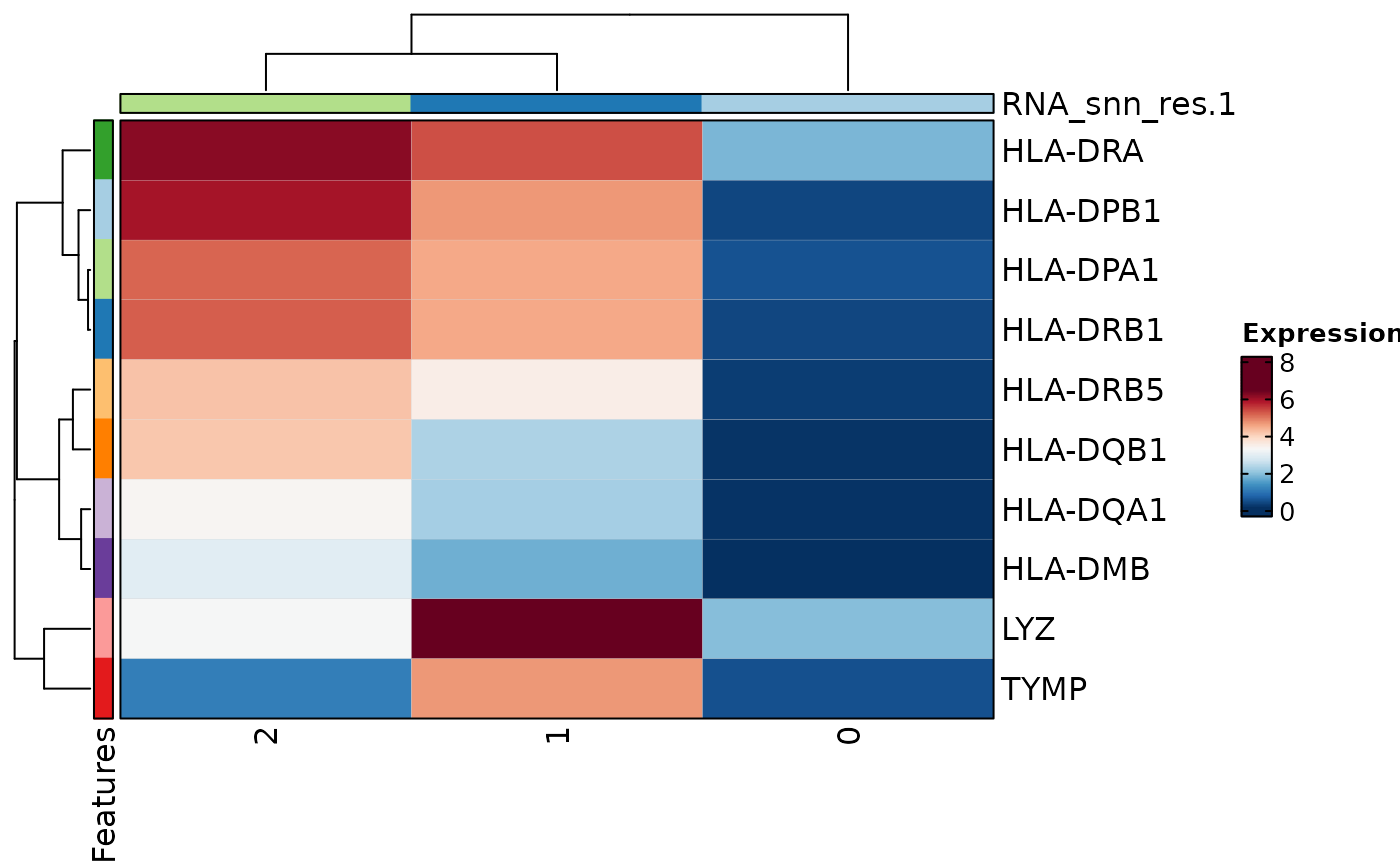 RNA_snn_res.1
HLA-DRA
HLA-DPB1
HLA-DPA1
HLA-DRB1
HLA-DRB5
HLA-DQB1
HLA-DQA1
HLA-DMB
LYZ
TYMP
Expression
8
6
4
2
0
2
1
0
Features